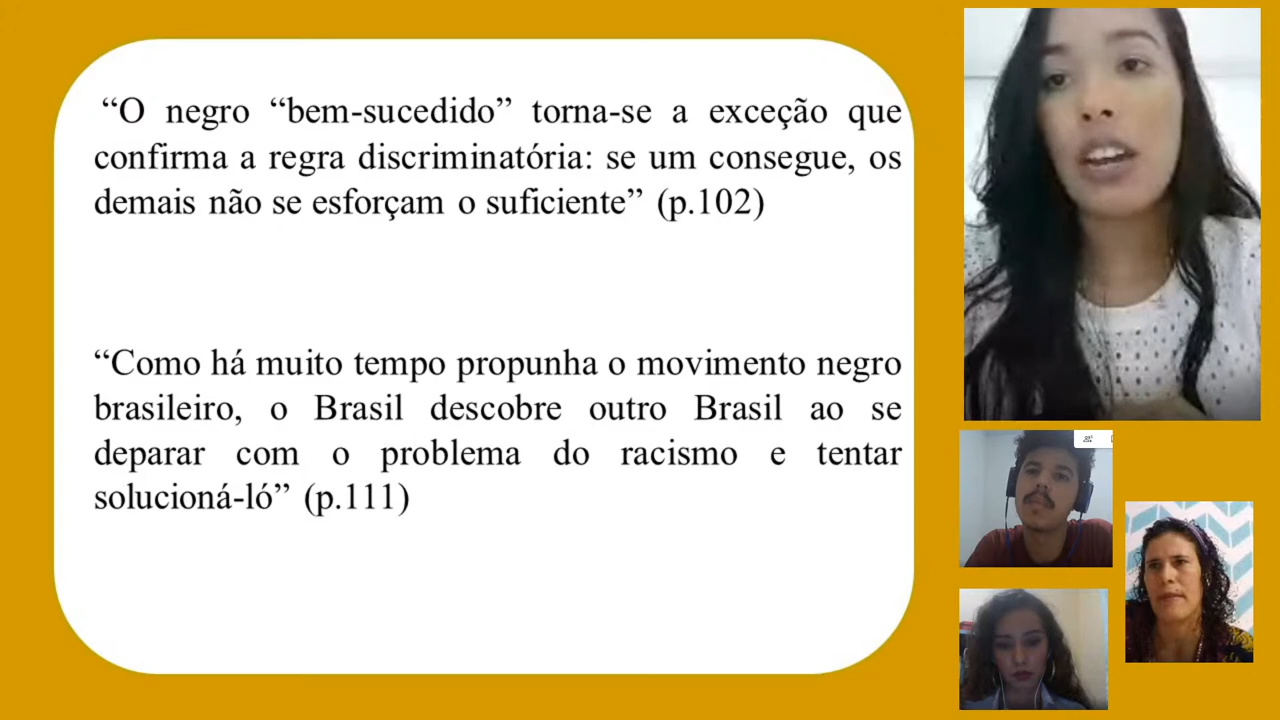 “O negro “bem-sucedido” torna-se a exceção que
confirma a regra discriminatória: se um consegue, os
demais não se esforçam o suficiente” (p.102)
“Como há muito tempo propunha o movimento negro
brasileiro, o Brasil descobre outro Brasil ao se
deparar com o problema do racismo e tentar
solucioná-ló” (p.111)